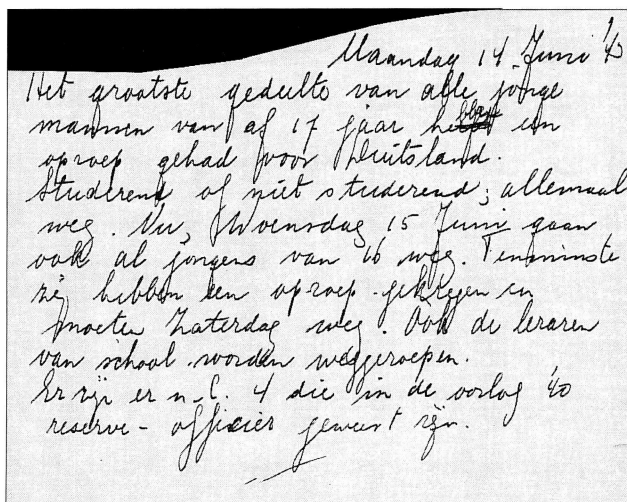 Maandag 14 Juni '43
Het grootste gedeelte van alle jonge
mannen van af 17 jaar hebben een
oproep gehad voor Duitsland.
Studerend of niet studerend; allemaal
weg. Nu, Woensdag 15 Juni gaan
ook al jongens van 16 weg. Tenminste
zij hebben een oproep gekregen en
moeten Zaterdag weg. Ook de leraren
van school worden weggeroepen.
Er zijn er n.l. 4 die in de oorlog '40
reserve-officier geweest zijn.